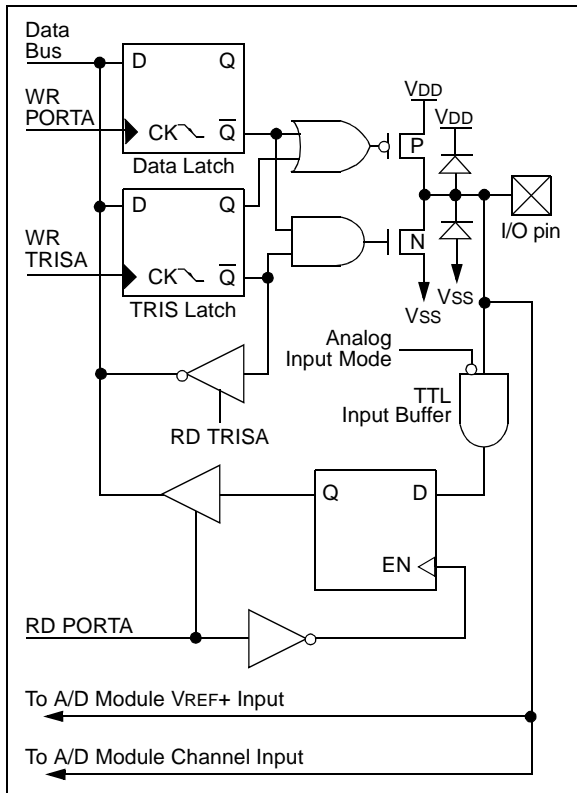 Data
Bus
D
Q
VDD
VDD
WR
PORTA
CK
Q
P
Data Latch
D
Q
I/O pin
WR
TRISA
CK
Q
N
TRIS Latch
VSS
VSS
Analog
Input Mode
TTL
Input Buffer
RD TRISA
Q
D
EN
RD PORTA
To A/D Module VREF+ Input
To A/D Module Channel Input